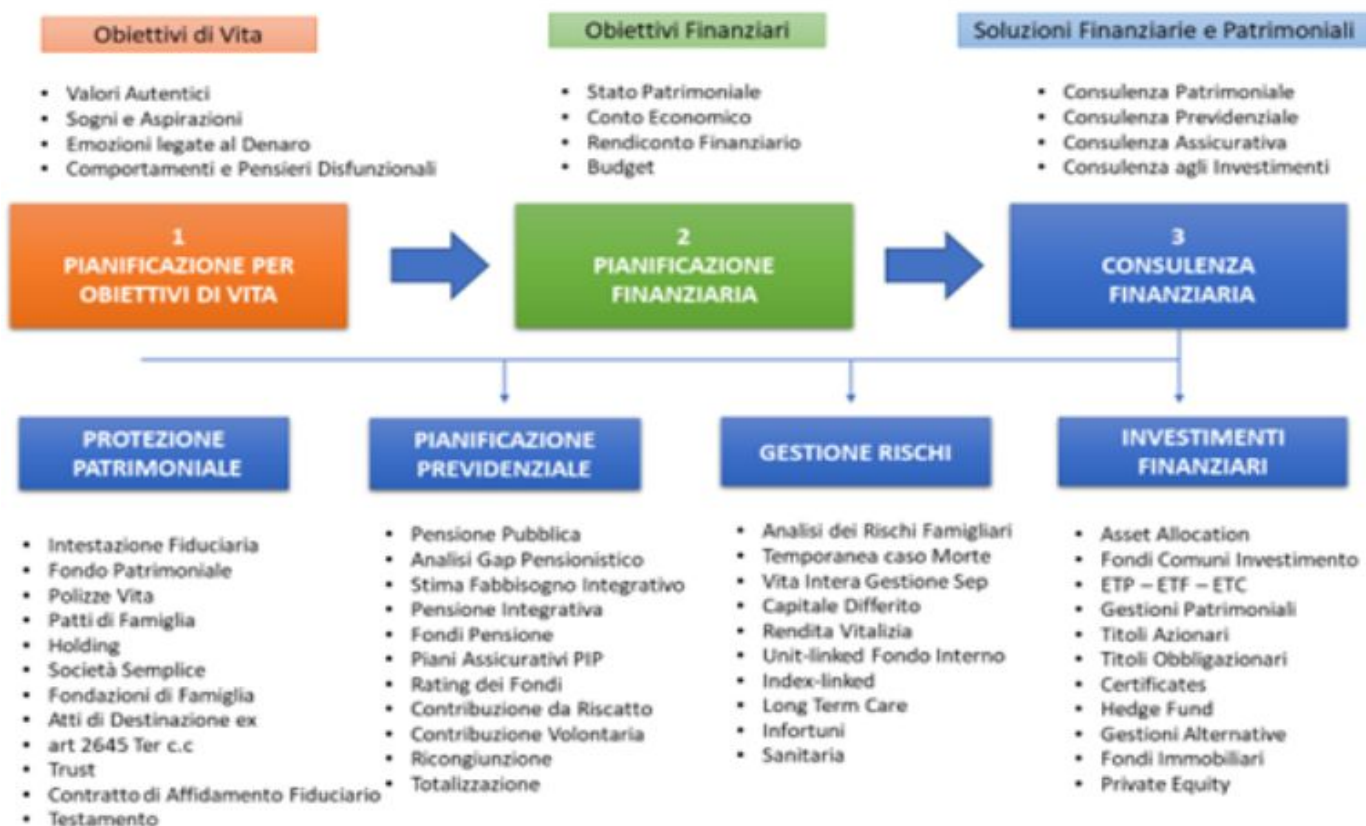 Obiettivi di Vita
Obiettivi Finanziari
Soluzioni Finanziarie e Patrimoniali
• Valori Autentici
• Sogni e Aspirazioni
• Emozioni legate al Denaro
• Comportamenti e Pensieri Disfunzionali
• Stato Patrimoniale
• Conto Economico
• Rendiconto Finanziario
• Budget
• Consulenza Patrimoniale
• Consulenza Previdenziale
• Consulenza Assicurativa
• Consulenza agli Investimenti
1
PIANIFICAZIONE PER
OBIETTIVI DI VITA
2
PIANIFICAZIONE
FINANZIARIA
3
CONSULENZA
FINANZIARIA
PROTEZIONE
PATRIMONIALE
• Intestazione Fiduciaria
• Fondo Patrimoniale
• Polizze Vita
• Patti di Famiglia
• Holding
• Società Semplice
• Fondazioni di Famiglia
• Atti di Destinazione ex
• art 2645 Ter c.c
• Trust
• Contratto di Affidamento Fiduciario
• Testamento
PIANIFICAZIONE
PREVIDENZIALE
• Pensione Pubblica
• Analisi Gap Pensionistico
• Stima Fabbisogno Integrativo
• Pensione Integrativa
• Fondi Pensione
• Piani Assicurativi PIP
• Rating dei Fondi
• Contribuzione da Riscatto
• Contribuzione Volontaria
• Ricongiunzione
• Totalizzazione
GESTIONE RISCHI
• Analisi dei Rischi Famigliari
• Temporanea caso Morte
• Vita Intera Gestione Sep
• Capitale Differito
• Rendita Vitalizia
• Unit-linked Fondo Interno
• Index-linked
• Long Term Care
• Infortuni
• Sanitaria
INVESTIMENTI
FINANZIARI
• Asset Allocation
• Fondi Comuni Investimento
• ETP – ETF – ETC
• Gestioni Patrimoniali
• Titoli Azionari
• Titoli Obbligazionari
• Certificates
• Hedge Fund
• Gestioni Alternative
• Fondi Immobiliari
• Private Equity